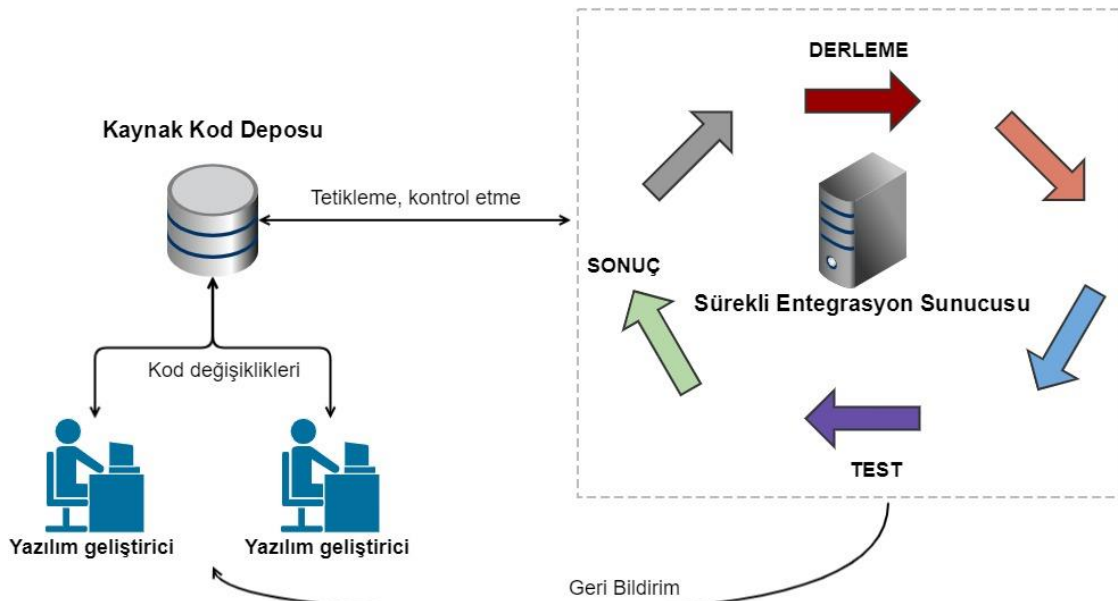 DERLEME
Kaynak Kod Deposu
Tetikleme, kontrol etme
SONUÇ
Sürekli Entegrasyon Sunucusu
Kod değişiklikleri
TEST
Yazılım geliştirici
Yazılım geliştirici
Geri Bildirim